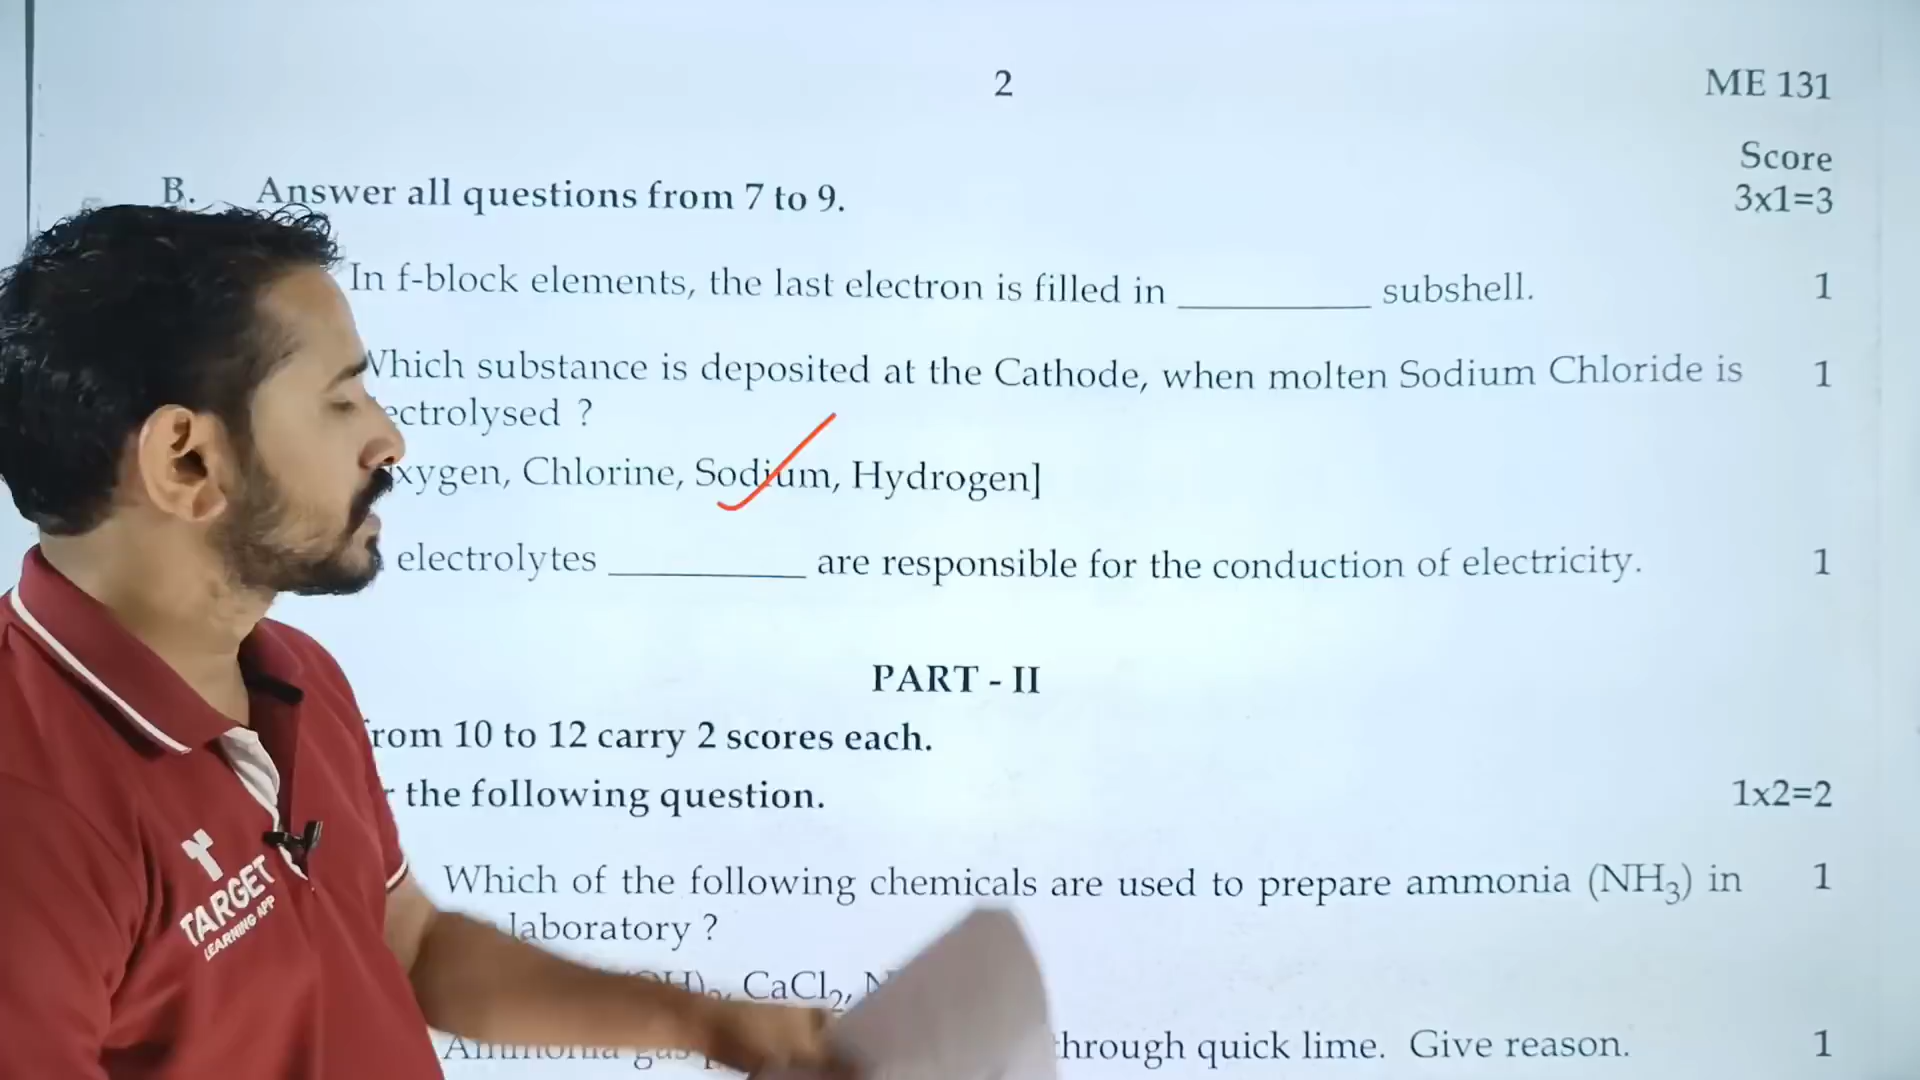 2
ME 131
Score
B. Answer all questions from 7 to 9.
3x1=3
In f-block elements, the last electron is filled in __________ subshell. 1
Which substance is deposited at the Cathode, when molten Sodium Chloride is 1
ectrolysed ?
xygen, Chlorine, Sodium, Hydrogen]
electrolytes __________ are responsible for the conduction of electricity. 1
PART - II
rom 10 to 12 carry 2 scores each.
the following question. 1x2=2
Which of the following chemicals are used to prepare ammonia (NH₃) in 1
laboratory ?
CaCl₂,
Ammonia gas
through quick lime. Give reason. 1
TARGET
LEARNING APP